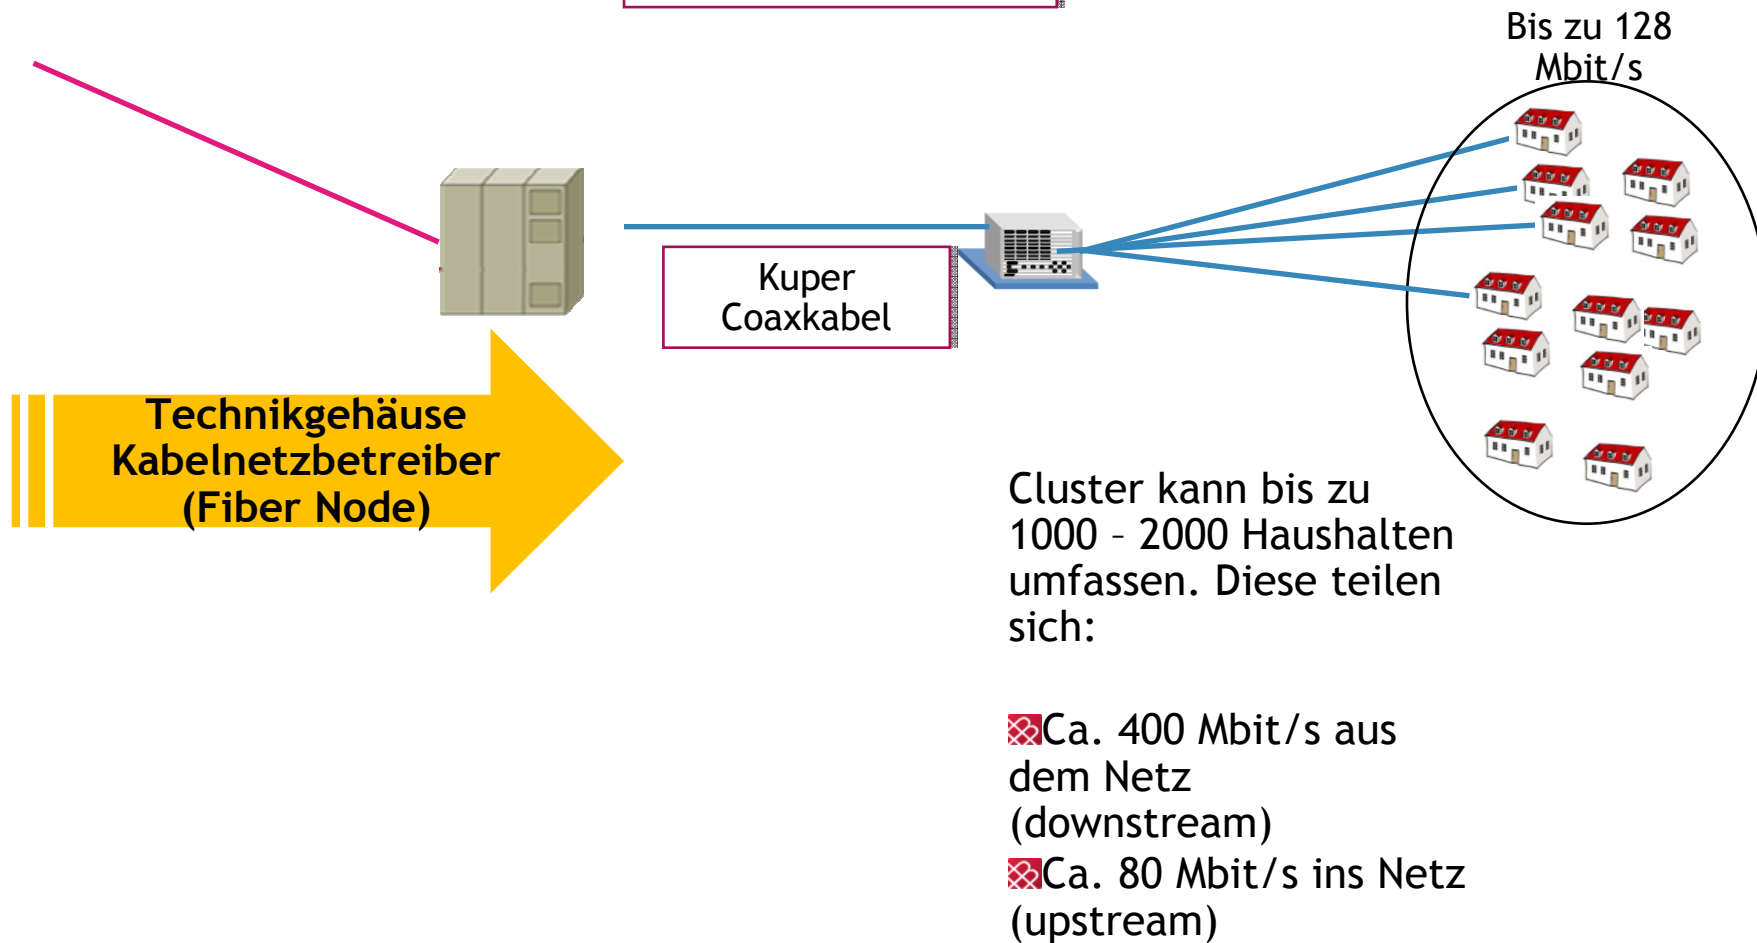 Bis zu 128
Mbit/s
Kuper
Coaxkabel
Technikgehäuse
Kabelnetzbetreiber
(Fiber Node)
Cluster kann bis zu
1000 – 2000 Haushalten
umfassen. Diese teilen
sich:
Ca. 400 Mbit/s aus
dem Netz
(downstream)
Ca. 80 Mbit/s ins Netz
(upstream)